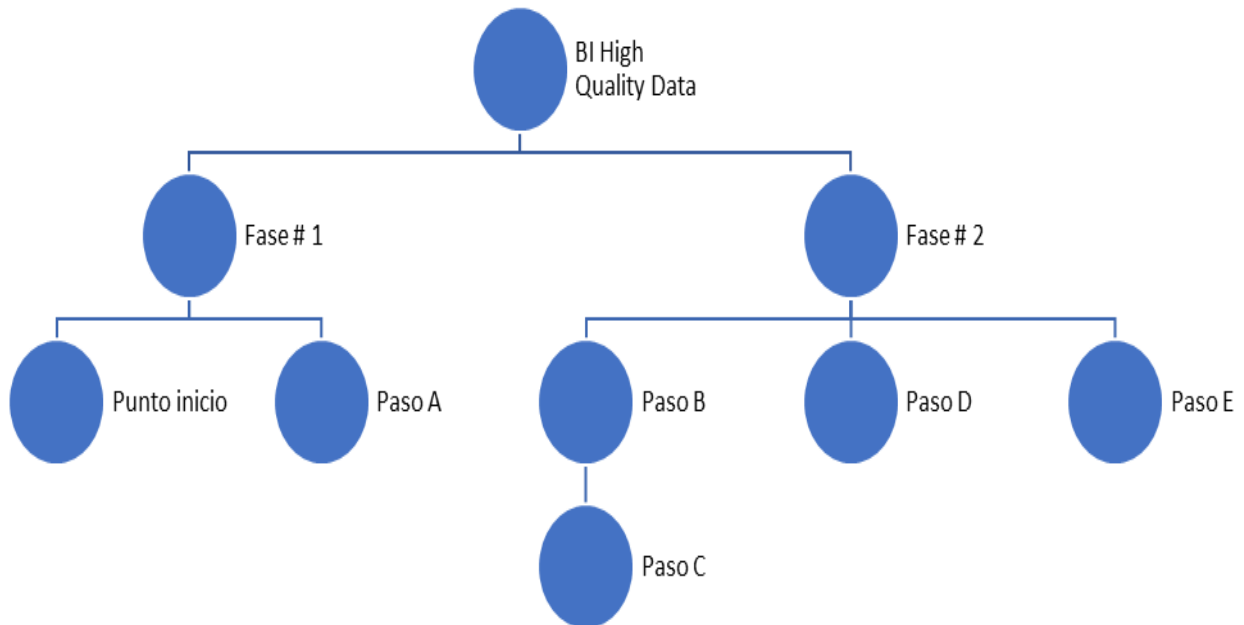 BI High
Quality Data
Fase # 1
Fase # 2
Punto inicio
Paso A
Paso B
Paso D
Paso E
Paso C